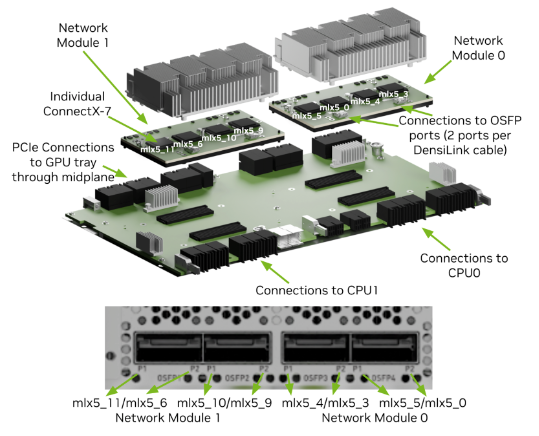 Network
Module 1
Network
Module 0
Individual
ConnectX-7
mlx5_3
mlx5_4
mlx5_0
mlx5_5
mlx5_9
mlx5_10
mlx5_6
mlx5_11
Connections to OSFP
ports (2 ports per
DensiLink cable)
PCIe Connections
to GPU tray
through midplane
Connections to
CPU0
Connections to CPU1
P1 OSFP1 P2 P1 OSFP2 P2 P1 OSFP3 P2 P1 OSFP4 P2
mlx5_11/mlx5_6 mlx5_10/mlx5_9 mlx5_4/mlx5_3 mlx5_5/mlx5_0
Network Module 1 Network Module 0